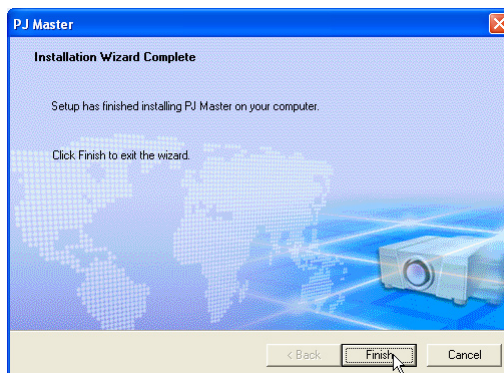 PJ Master
Installation Wizard Complete
Setup has finished installing PJ Master on your computer.
Click Finish to exit the wizard.
< Back Finish Cancel